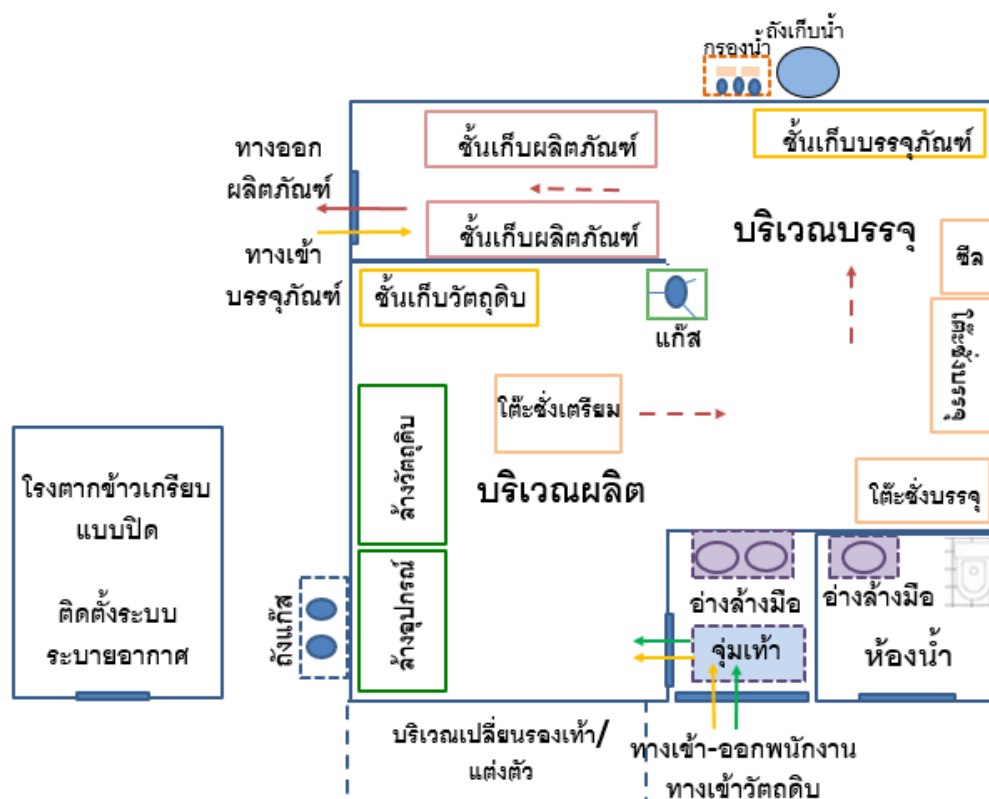 ถังเก็บน้ำ
กรองน้ำ
ชั้นเก็บผลิตภัณฑ์
ชั้นเก็บบรรจุภัณฑ์
ทางออก
ผลิตภัณฑ์
ชั้นเก็บผลิตภัณฑ์
บริเวณบรรจุ
ทางเข้า
บรรจุภัณฑ์
ซีล
ชั้นเก็บวัตถุดิบ
แก๊ส
โต๊ะชั่งบรรจุ
โต๊ะชั่งเตรียม
ล้างวัตถุดิบ
บริเวณผลิต
โต๊ะชั่งบรรจุ
โรงตากข้าวเกรียบ
แบบปิด
ติดตั้งระบบ
ระบายอากาศ
ถังแก๊ส
ล้างอุปกรณ์
อ่างล้างมือ
อ่างล้างมือ
จุ่มเท้า
ห้องน้ำ
บริเวณเปลี่ยนรองเท้า/
แต่งตัว
ทางเข้า-ออกพนักงาน
ทางเข้าวัตถุดิบ